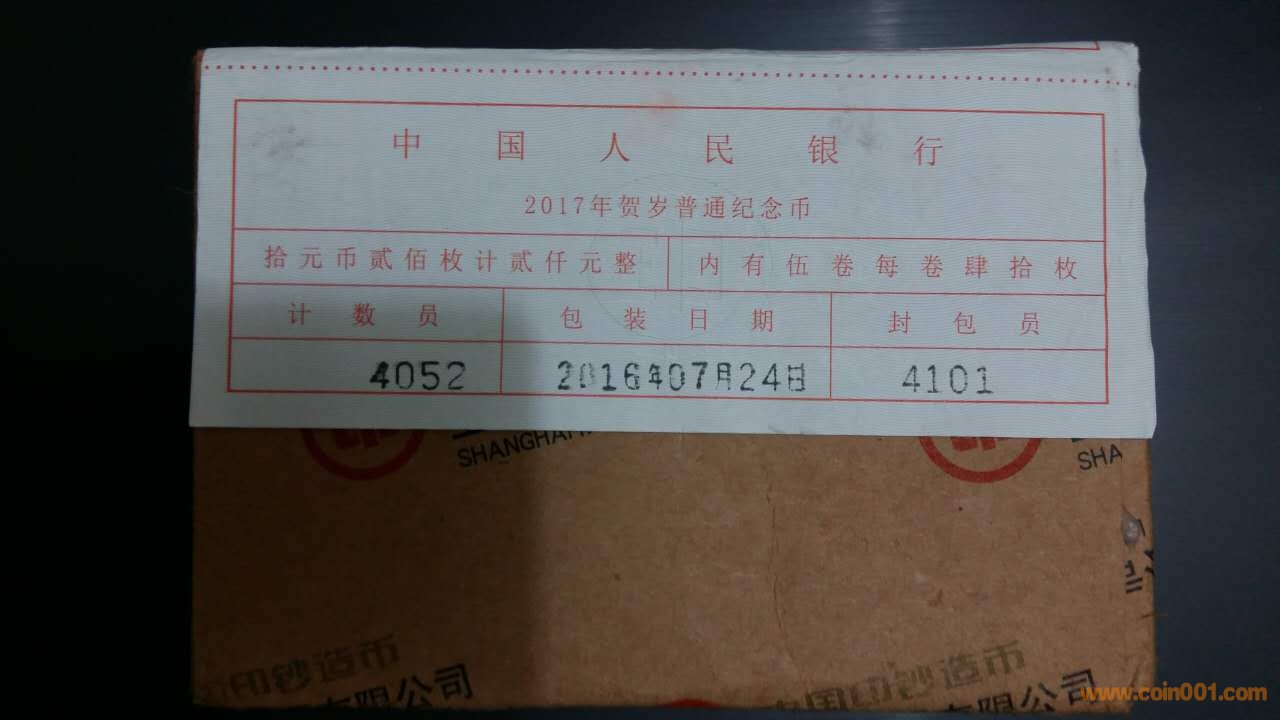 中国人民银行
2017年贺岁普通纪念币
拾元币贰佰枚计贰仟元整 内有伍卷每卷肆拾枚
计数员 包装日期 封包员
4052 2016年07月24日 4101
SHANGHA
SHA
印钞造币
中国印钞造币
有限公司
有限公司
www.coin001.com